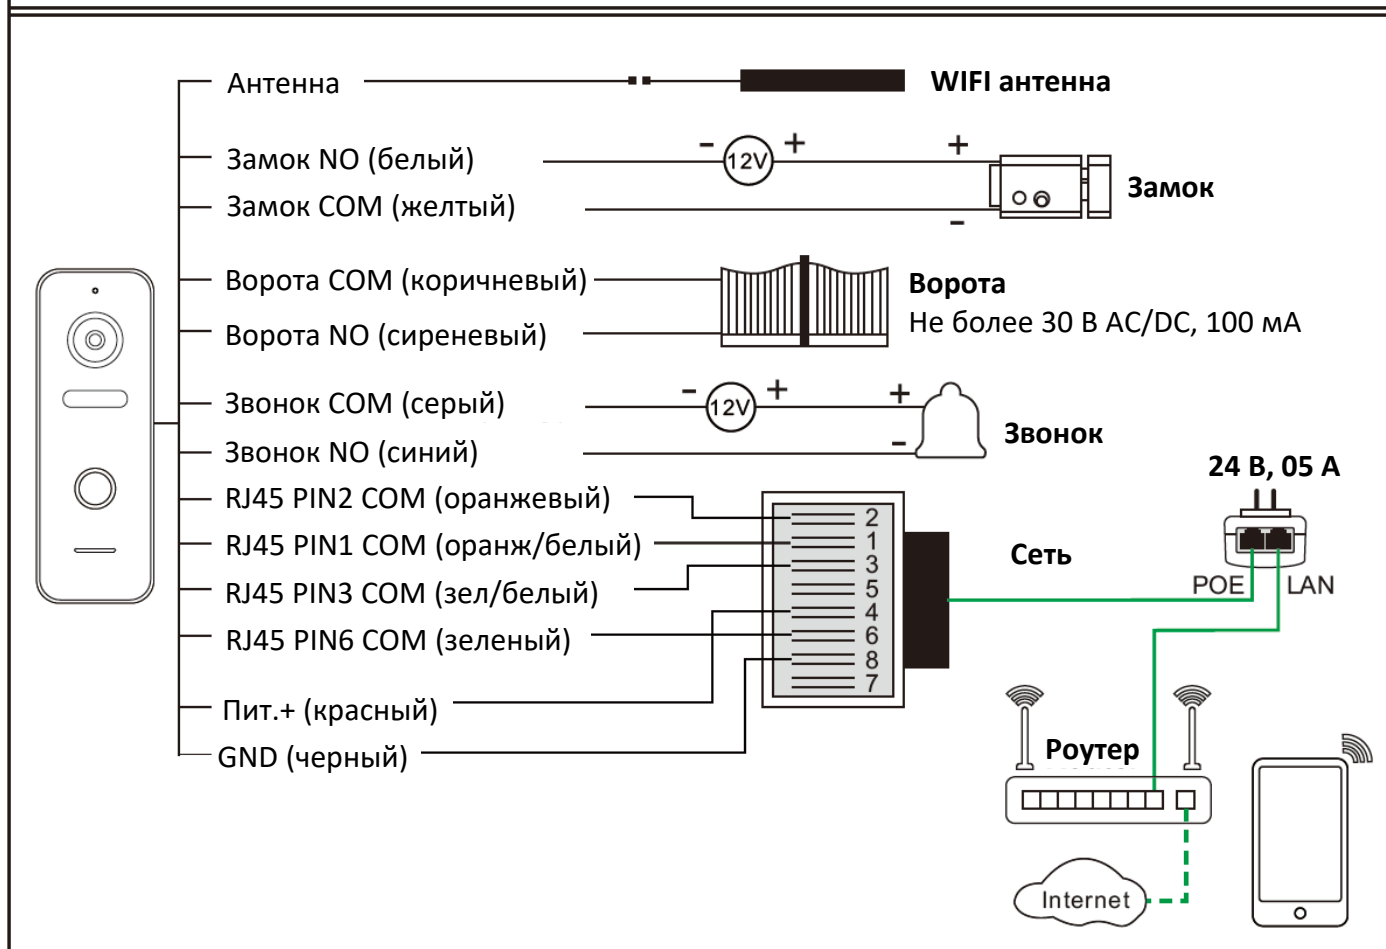 Антенна
WIFI антенна
Замок NO (белый)
- 12V + +
Замок COM (желтый)
-
Замок
Ворота COM (коричневый)
Ворота NO (сиреневый)
Ворота
Не более 30 В AC/DC, 100 мА
Звонок COM (серый)
- 12V + +
Звонок NO (синий)
-
Звонок
RJ45 PIN2 COM (оранжевый)
RJ45 PIN1 COM (оранж/белый)
RJ45 PIN3 COM (зел/белый)
RJ45 PIN6 COM (зеленый)
Пит.+ (красный)
GND (черный)
2
1
3
5
4
6
8
7
Сеть
24 В, 05 А
POE LAN
Роутер
Internet